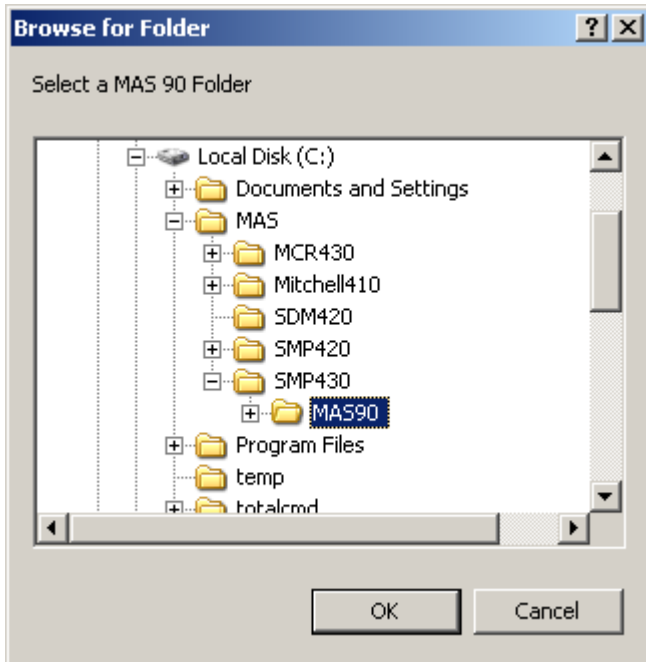 Browse for Folder
Select a MAS 90 Folder
Local Disk (C:)
Documents and Settings
MAS
MCR430
Mitchell410
SDM420
SMP420
SMP430
MAS90
Program Files
temp
totalcmd
OK Cancel